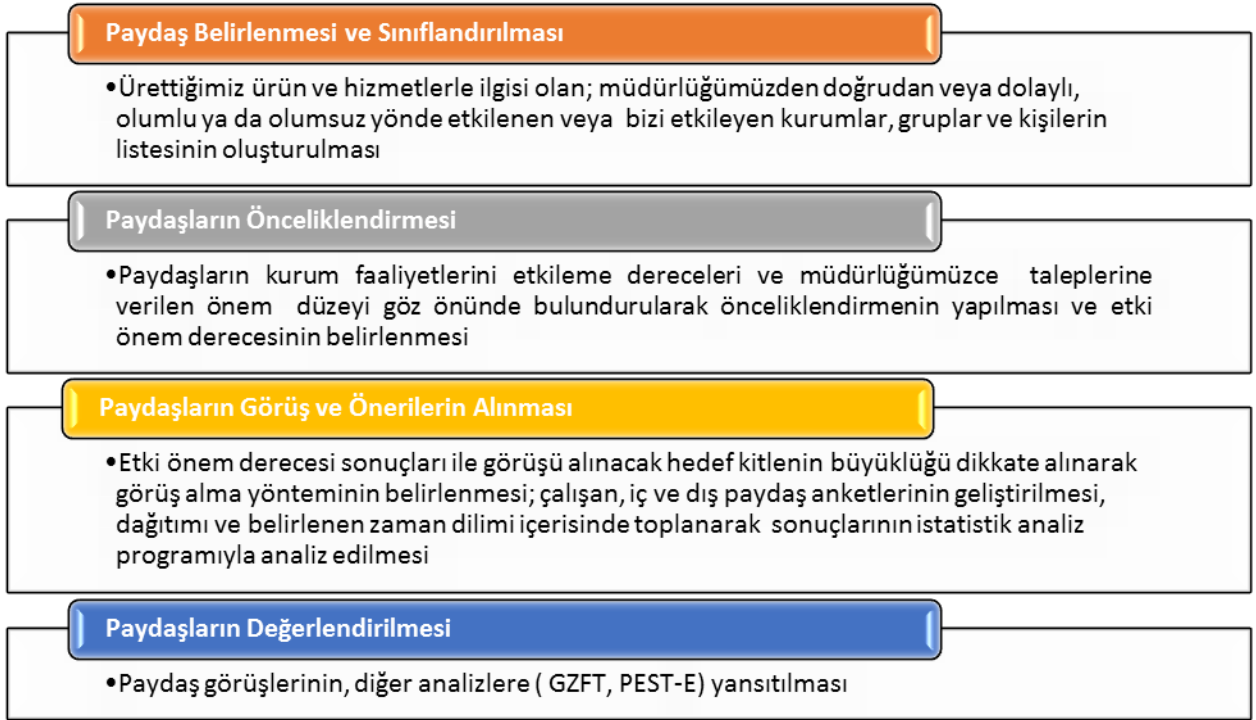 Paydaş Belirlenmesi ve Sınıflandırılması
•Ürettiğimiz ürün ve hizmetlerle ilgisi olan; müdürlüğümüzden doğrudan veya dolaylı,
olumlu ya da olumsuz yönde etkilenen veya bizi etkileyen kurumlar, gruplar ve kişilerin
listesinin oluşturulması
Paydaşların Önceliklendirmesi
•Paydaşların kurum faaliyetlerini etkileme dereceleri ve müdürlüğümüzce taleplerine
verilen önem düzeyi göz önünde bulundurularak önceliklendirmenin yapılması ve etki
önem derecesinin belirlenmesi
Paydaşların Görüş ve Önerilerin Alınması
•Etki önem derecesi sonuçları ile görüşü alınacak hedef kitlenin büyüklüğü dikkate alınarak
görüş alma yönteminin belirlenmesi; çalışan, iç ve dış paydaş anketlerinin geliştirilmesi,
dağıtımı ve belirlenen zaman dilimi içerisinde toplanarak sonuçlarının istatistik analiz
programıyla analiz edilmesi
Paydaşların Değerlendirilmesi
•Paydaş görüşlerinin, diğer analizlere ( GZFT, PEST-E) yansıtılması